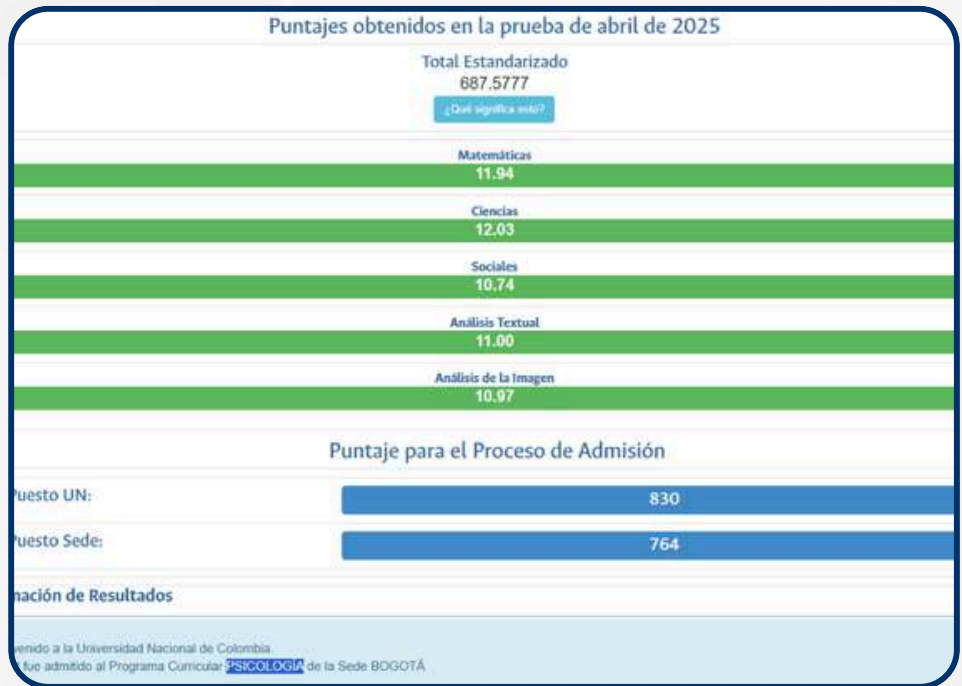 Puntajes obtenidos en la prueba de abril de 2025
Total Estandarizado
687.5777
¿Qué significa esto?
Matemáticas
11.94
Ciencias
12.03
Sociales
10.74
Análisis Textual
11.00
Análisis de la Imagen
10.97
Puntaje para el Proceso de Admisión
Puesto UN: 830
Puesto Sede: 764
mación de Resultados
venido a la Universidad Nacional de Colombia.
fue admitido al Programa Curricular PSICOLOGÍA de la Sede BOGOTÁ